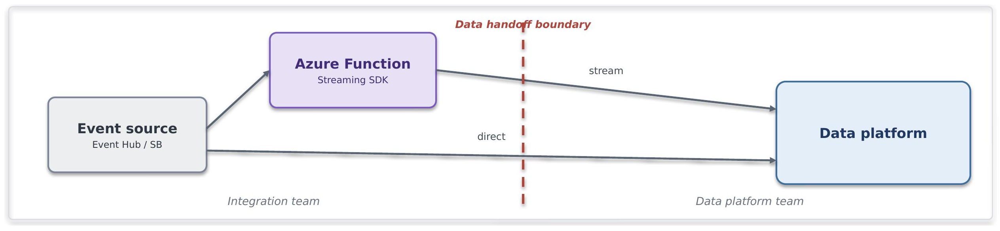 Data handoff boundary
Azure Function
Streaming SDK
stream
Event source
Event Hub / SB
direct
Data platform
Integration team
Data platform team